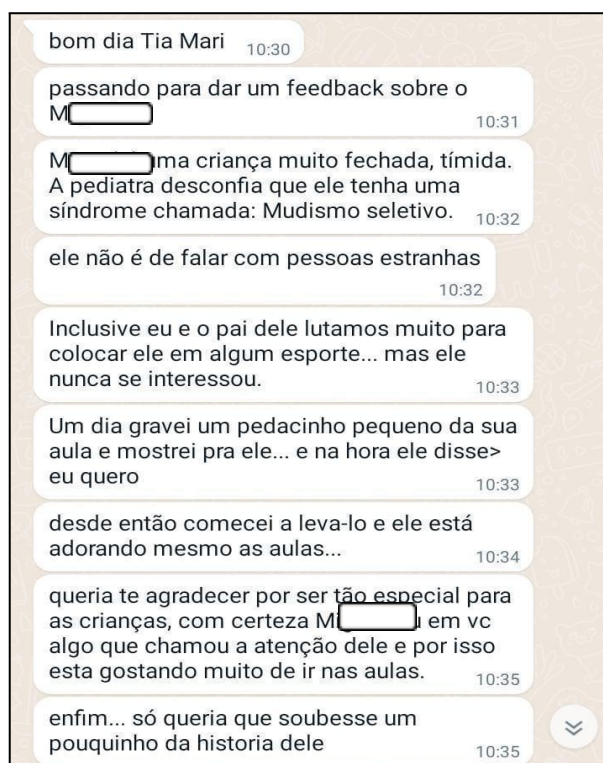 bom dia Tia Mari 10:30
passando para dar um feedback sobre o
M
10:31
M ma criança muito fechada, tímida.
A pediatra desconfia que ele tenha uma
síndrome chamada: Mudismo seletivo. 10:32
ele não é de falar com pessoas estranhas
10:32
Inclusive eu e o pai dele lutamos muito para
colocar ele em algum esporte... mas ele
nunca se interessou. 10:33
Um dia gravei um pedacinho pequeno da sua
aula e mostrei pra ele... e na hora ele disse>
eu quero 10:33
desde então comecei a leva-lo e ele está
adorando mesmo as aulas... 10:34
queria te agradecer por ser tão especial para
as crianças, com certeza Mi u em vc
algo que chamou a atenção dele e por isso
esta gostando muito de ir nas aulas. 10:35
enfim... só queria que soubesse um
pouquinho da historia dele 10:35